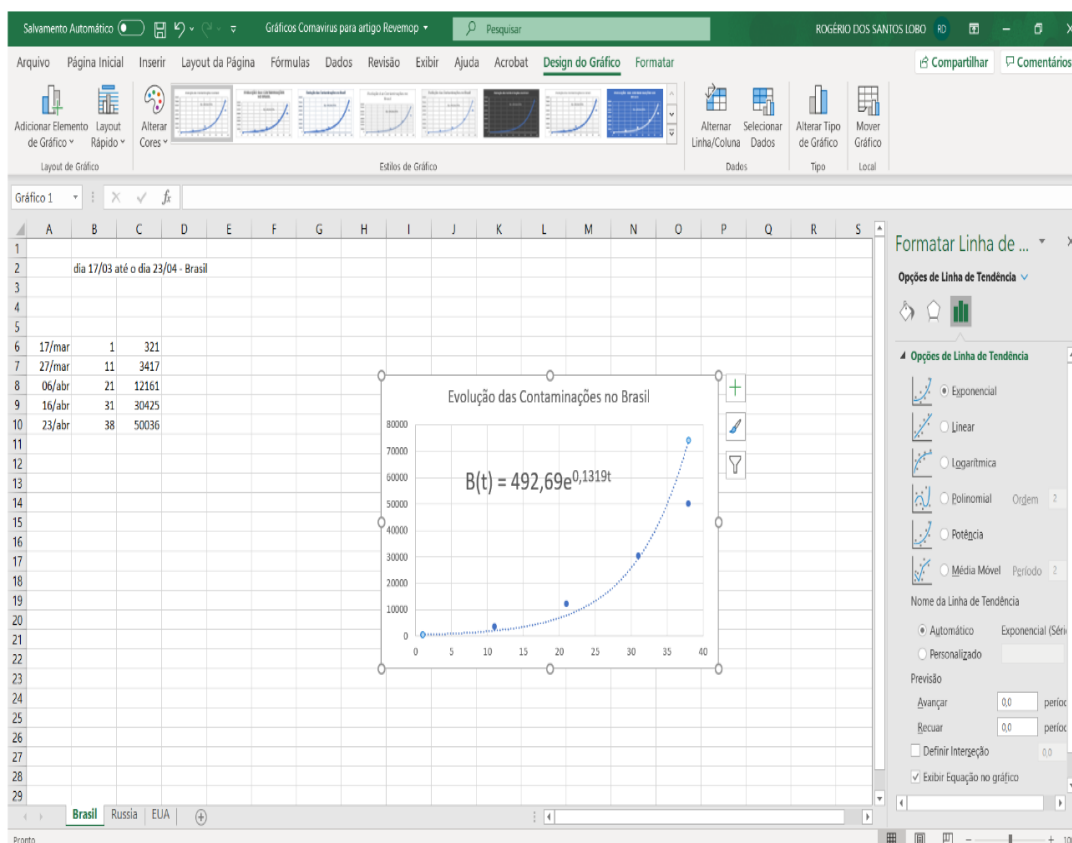 Salvamento Automático Gráficos Cornavirus para artigo Revemop Pesquisar ROGÉRIO DOS SANTOS LOBO RD
Arquivo Página Inicial Inserir Layout da Página Fórmulas Dados Revisão Exibir Ajuda Acrobat Design do Gráfico Formatar Compartilhar Comentários
Adicionar Elemento de Gráfico
Layout Rápido
Alterar Cores
Alternar Linha/Coluna
Selecionar Dados
Alterar Tipo de Gráfico
Mover Gráfico
Layout de Gráfico Estilos de Gráfico Dados Tipo Local
Gráfico 1 fx
A B C D E F G H I J K L M N O P Q R S
1
2 dia 17/03 até o dia 23/04 - Brasil
3
4
5
6 17/mar 1 321
7 27/mar 11 3417
8 06/abr 21 12161
9 16/abr 31 30425
10 23/abr 38 50036
11
12
13
14
15
16
17
18
19
20
21
22
23
24
25
26
27
28
29
Evolução das Contaminações no Brasil
B(t) = 492,69e^0,1319t
80000
70000
60000
50000
40000
30000
20000
10000
0
0 5 10 15 20 25 30 35 40
Formatar Linha de ...
Opções de Linha de Tendência
Opções de Linha de Tendência
Exponencial
Linear
Logarítmica
Polinomial Ordem 2
Potência
Média Móvel Período 2
Nome da Linha de Tendência
Automático Exponencial (Séri
Personalizado
Previsão
Avançar 0,0 períod
Recuar 0,0 períod
Definir Interseção 0,0
Exibir Equação no gráfico
Brasil Russia EUA
Pronto 100